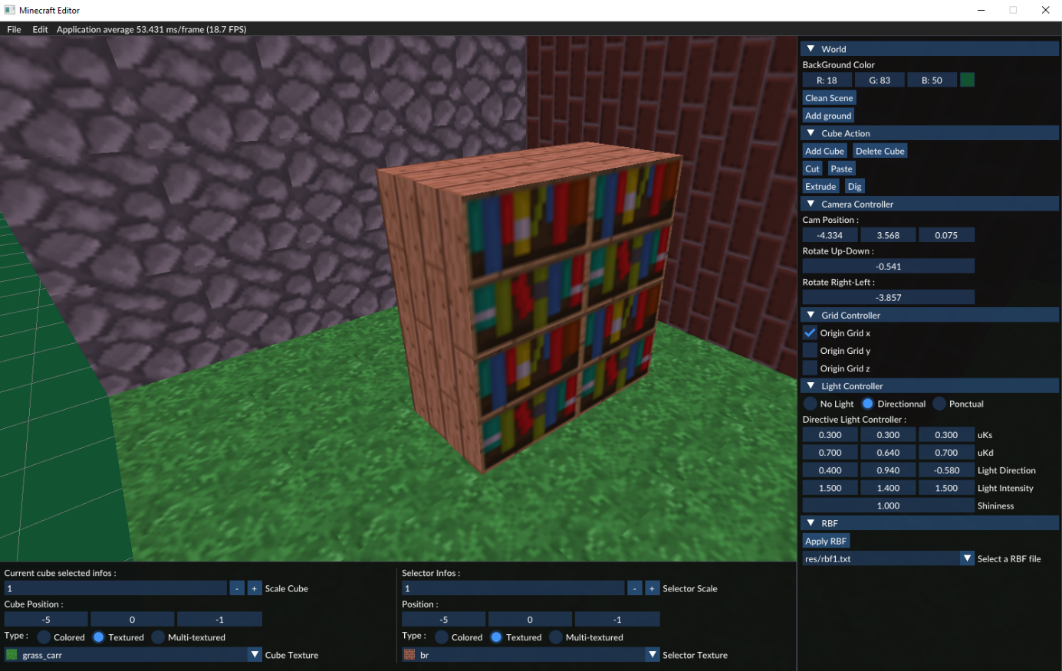 Minecraft Editor
File Edit Application average 53.431 ms/frame (18.7 FPS)
World
BackGround Color
R: 18 G: 83 B: 50
Clean Scene
Add ground
Cube Action
Add Cube Delete Cube
Cut Paste
Extrude Dig
Camera Controller
Cam Position :
-4.334 3.568 0.075
Rotate Up-Down :
-0.541
Rotate Right-Left :
-3.857
Grid Controller
Origin Grid x
Origin Grid y
Origin Grid z
Light Controller
No Light Directionnal Ponctual
Directive Light Controller :
0.300 0.300 0.300 uKs
0.700 0.640 0.700 uKd
0.400 0.940 -0.580 Light Direction
1.500 1.400 1.500 Light Intensity
1.000 Shininess
RBF
Apply RBF
res/rbf1.txt Select a RBF file
Current cube selected infos :
1 - + Scale Cube
Cube Position :
-5 0 -1
Type : Colored Textured Multi-textured
grass_carr Cube Texture
Selector Infos :
1 - + Selector Scale
Position :
-5 0 -1
Type : Colored Textured Multi-textured
br Selector Texture